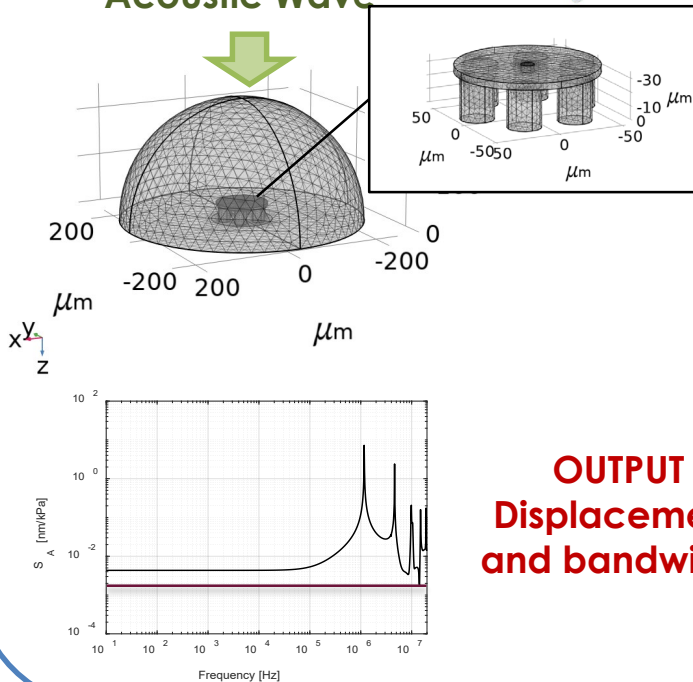 Acoustic Wave
-30
-10
0
μm
50
0
-50
50
0
-50
μm
μm
200
-200
200
0
-200
0
μm
μm
x
y
z
10 2
10 0
10 -2
10 -4
S A [nm/kPa]
10 1
10 2
10 3
10 4
10 5
10 6
10 7
Frequency [Hz]
OUTPUT
Displaceme
and bandwi